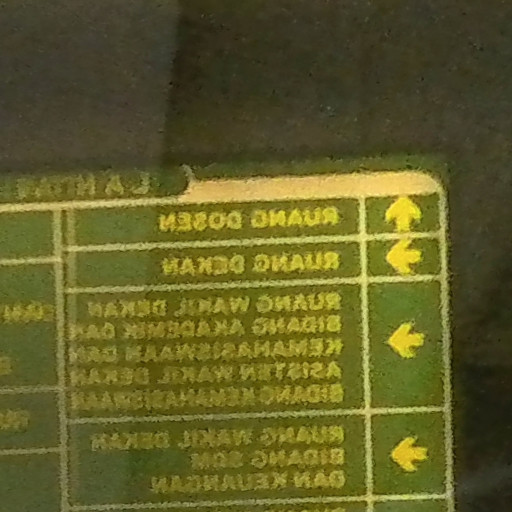 LANTAI
RUANG DOSEN
RUANG DEKAN
RUANG WAKIL DEKAN
BIDANG AKADEMIK DAN
KEMAHASISWAAN DAN
ASISTEN WAKIL DEKAN
BIDANG KEMAHASISWAAN
RUANG WAKIL DEKAN
BIDANG SDM
DAN KEUANGAN